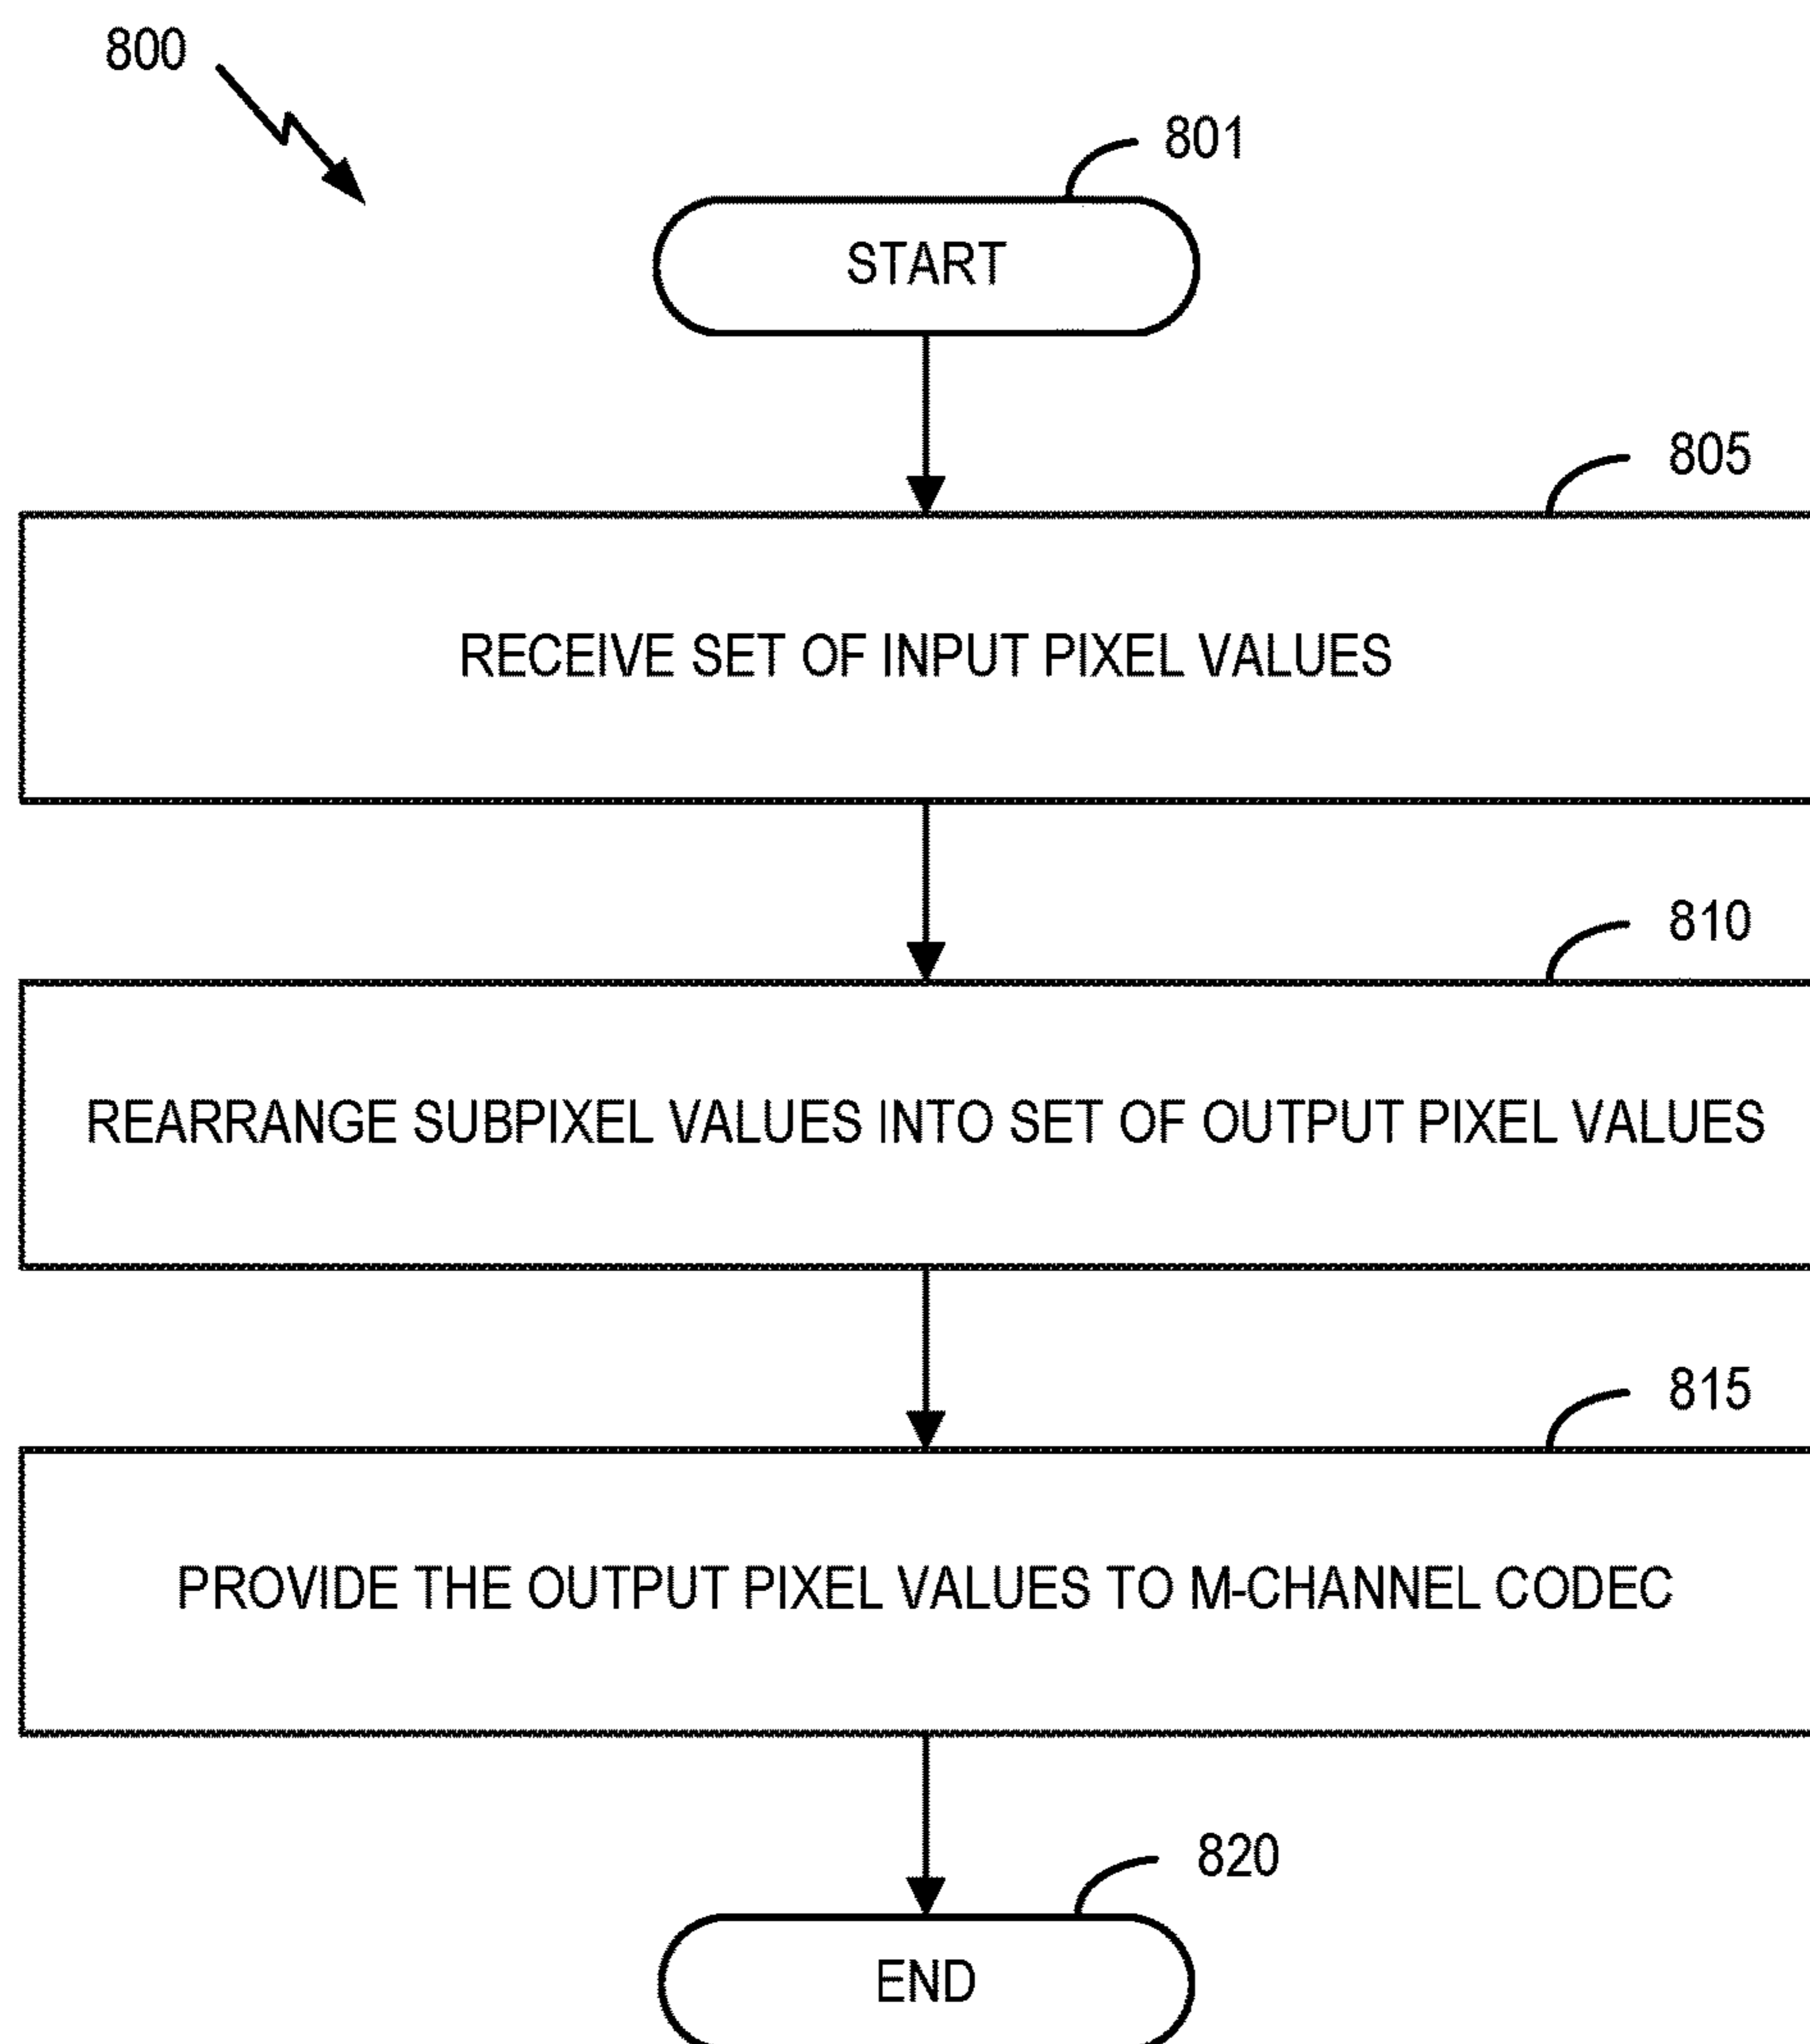 800
801
START
805
RECEIVE SET OF INPUT PIXEL VALUES
810
REARRANGE SUBPIXEL VALUES INTO SET OF OUTPUT PIXEL VALUES
815
PROVIDE THE OUTPUT PIXEL VALUES TO M-CHANNEL CODEC
820
END